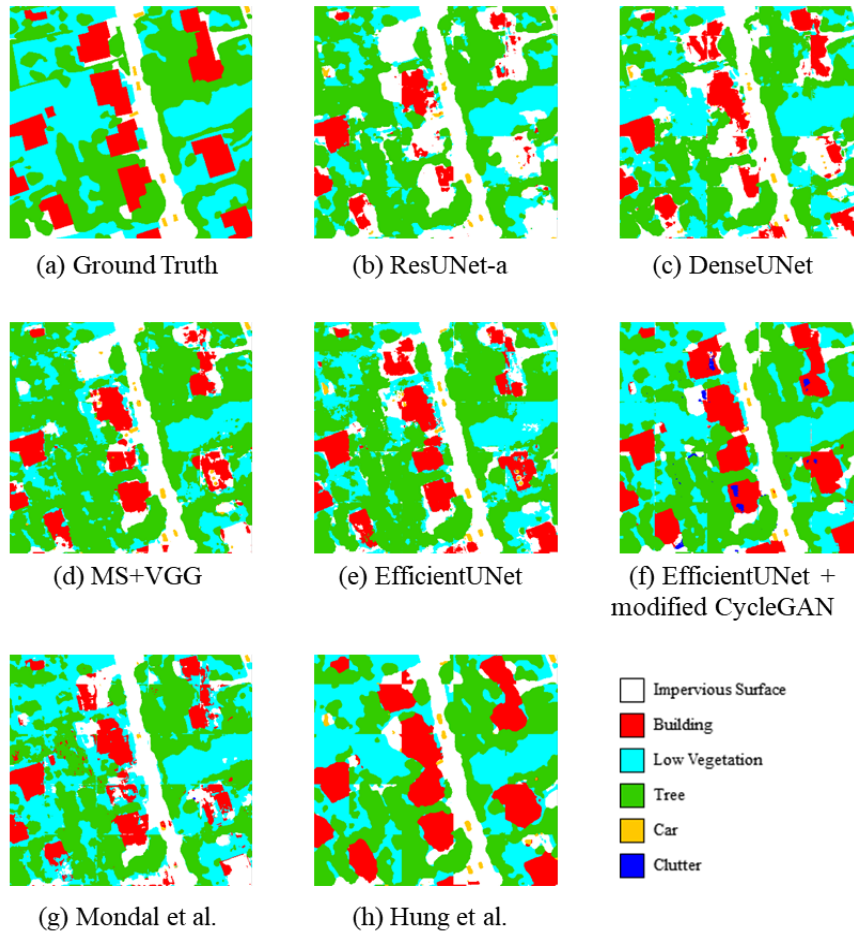 (a) Ground Truth
(b) ResUNet-a
(c) DenseUNet
(d) MS+VGG
(e) EfficientUNet
(f) EfficientUNet +
modified CycleGAN
(g) Mondal et al.
(h) Hung et al.
Impervious Surface
Building
Low Vegetation
Tree
Car
Clutter